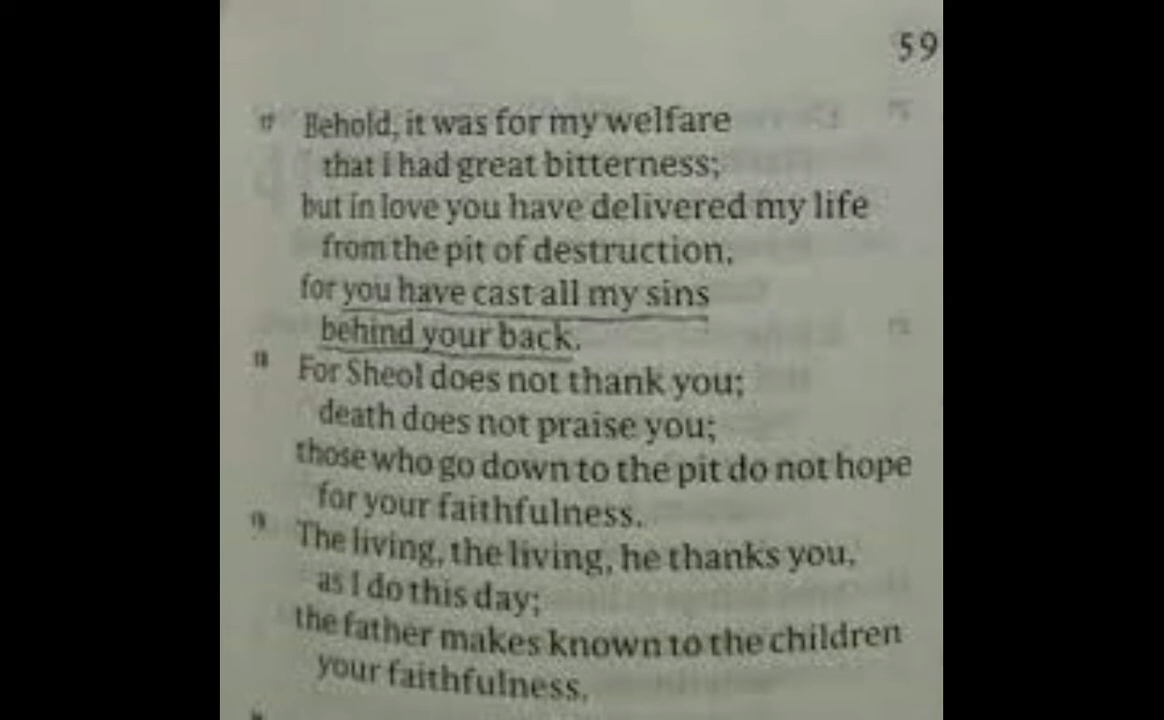 59
17 Behold, it was for my welfare
that I had great bitterness;
but in love you have delivered my life
from the pit of destruction,
for you have cast all my sins
behind your back.
18 For Sheol does not thank you;
death does not praise you;
those who go down to the pit do not hope
for your faithfulness.
19 The living, the living, he thanks you,
as I do this day;
the father makes known to the children
your faithfulness.